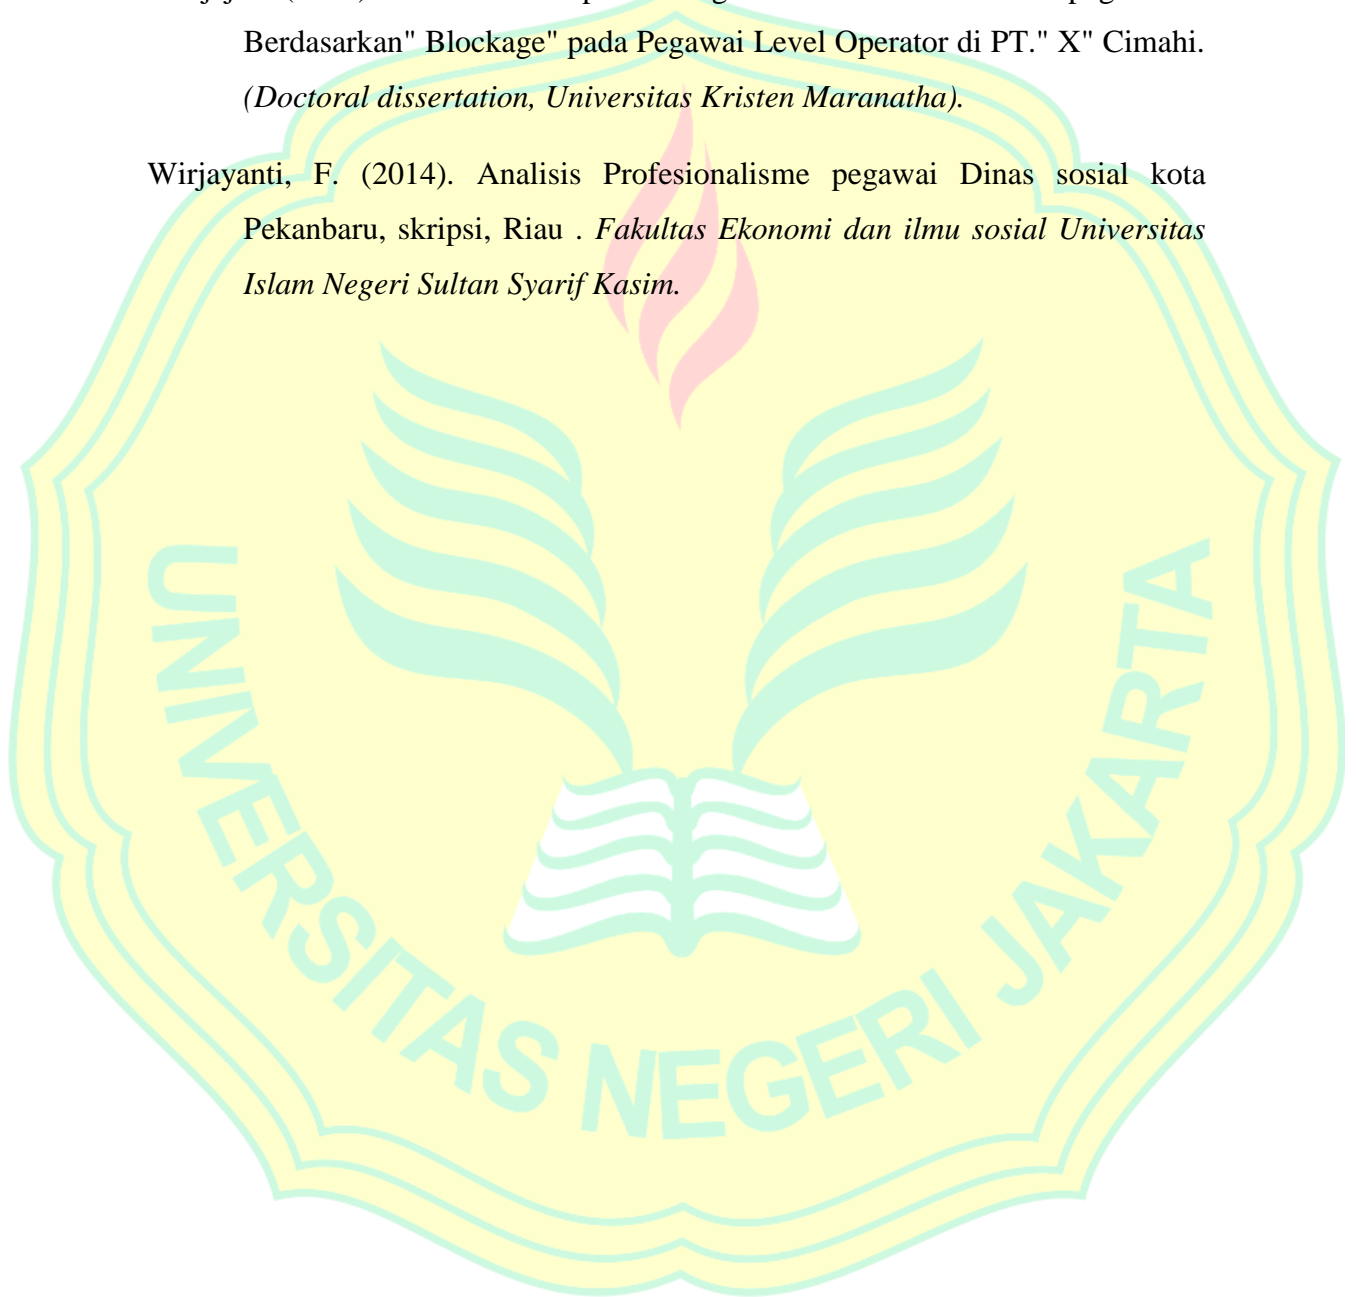 Berdasarkan" Blockage" pada Pegawai Level Operator di PT." X" Cimahi.
(Doctoral dissertation, Universitas Kristen Maranatha).
Wirjayanti, F. (2014). Analisis Profesionalisme pegawai Dinas sosial kota
Pekanbaru, skripsi, Riau . Fakultas Ekonomi dan ilmu sosial Universitas
Islam Negeri Sultan Syarif Kasim.
UNIVERSITAS NEGERI JAKARTA